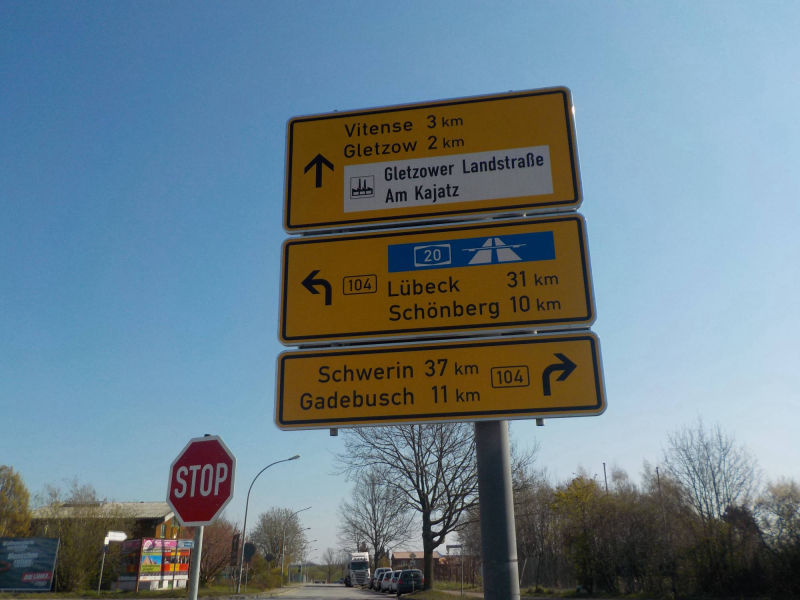 Vitense 3 km
Gletzow 2 km
Gletzower Landstraße
Am Kajatz
20
104
Lübeck 31 km
Schönberg 10 km
Schwerin 37 km
Gadebusch 11 km
104
STOP